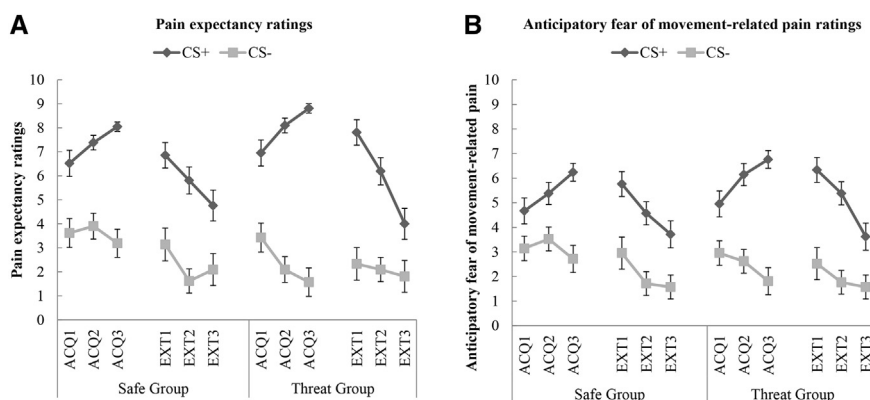 A
Pain expectancy ratings
CS+ CS-
Pain expectancy ratings
10
9
8
7
6
5
4
3
2
1
0
ACQ1 ACQ2 ACQ3 EXT1 EXT2 EXT3 ACQ1 ACQ2 ACQ3 EXT1 EXT2 EXT3
Safe Group Threat Group
B
Anticipatory fear of movement-related pain ratings
CS+ CS-
Anticipatory fear of movement-related pain
10
9
8
7
6
5
4
3
2
1
0
ACQ1 ACQ2 ACQ3 EXT1 EXT2 EXT3 ACQ1 ACQ2 ACQ3 EXT1 EXT2 EXT3
Safe Group Threat Group